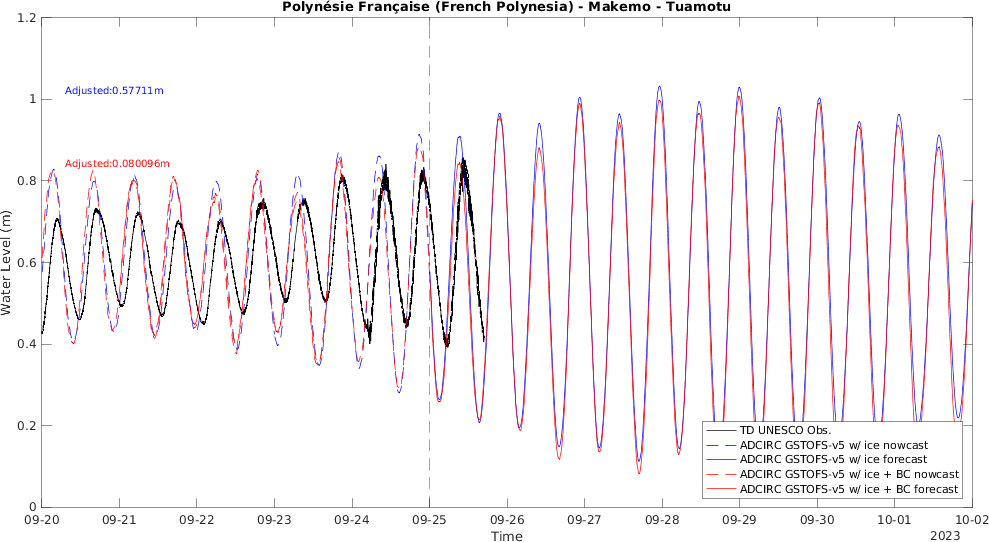 Polynésie Française (French Polynesia) - Makemo - Tuamotu
1.2
1
0.8
0.6
0.4
0.2
0
Water Level (m)
Adjusted:0.57711m
Adjusted:0.080096m
TD UNESCO Obs.
ADCIRC GSTOFS-v5 w/ ice nowcast
ADCIRC GSTOFS-v5 w/ ice forecast
ADCIRC GSTOFS-v5 w/ ice + BC nowcast
ADCIRC GSTOFS-v5 w/ ice + BC forecast
09-20 09-21 09-22 09-23 09-24 09-25 09-26 09-27 09-28 09-29 09-30 10-01 10-02
Time
2023